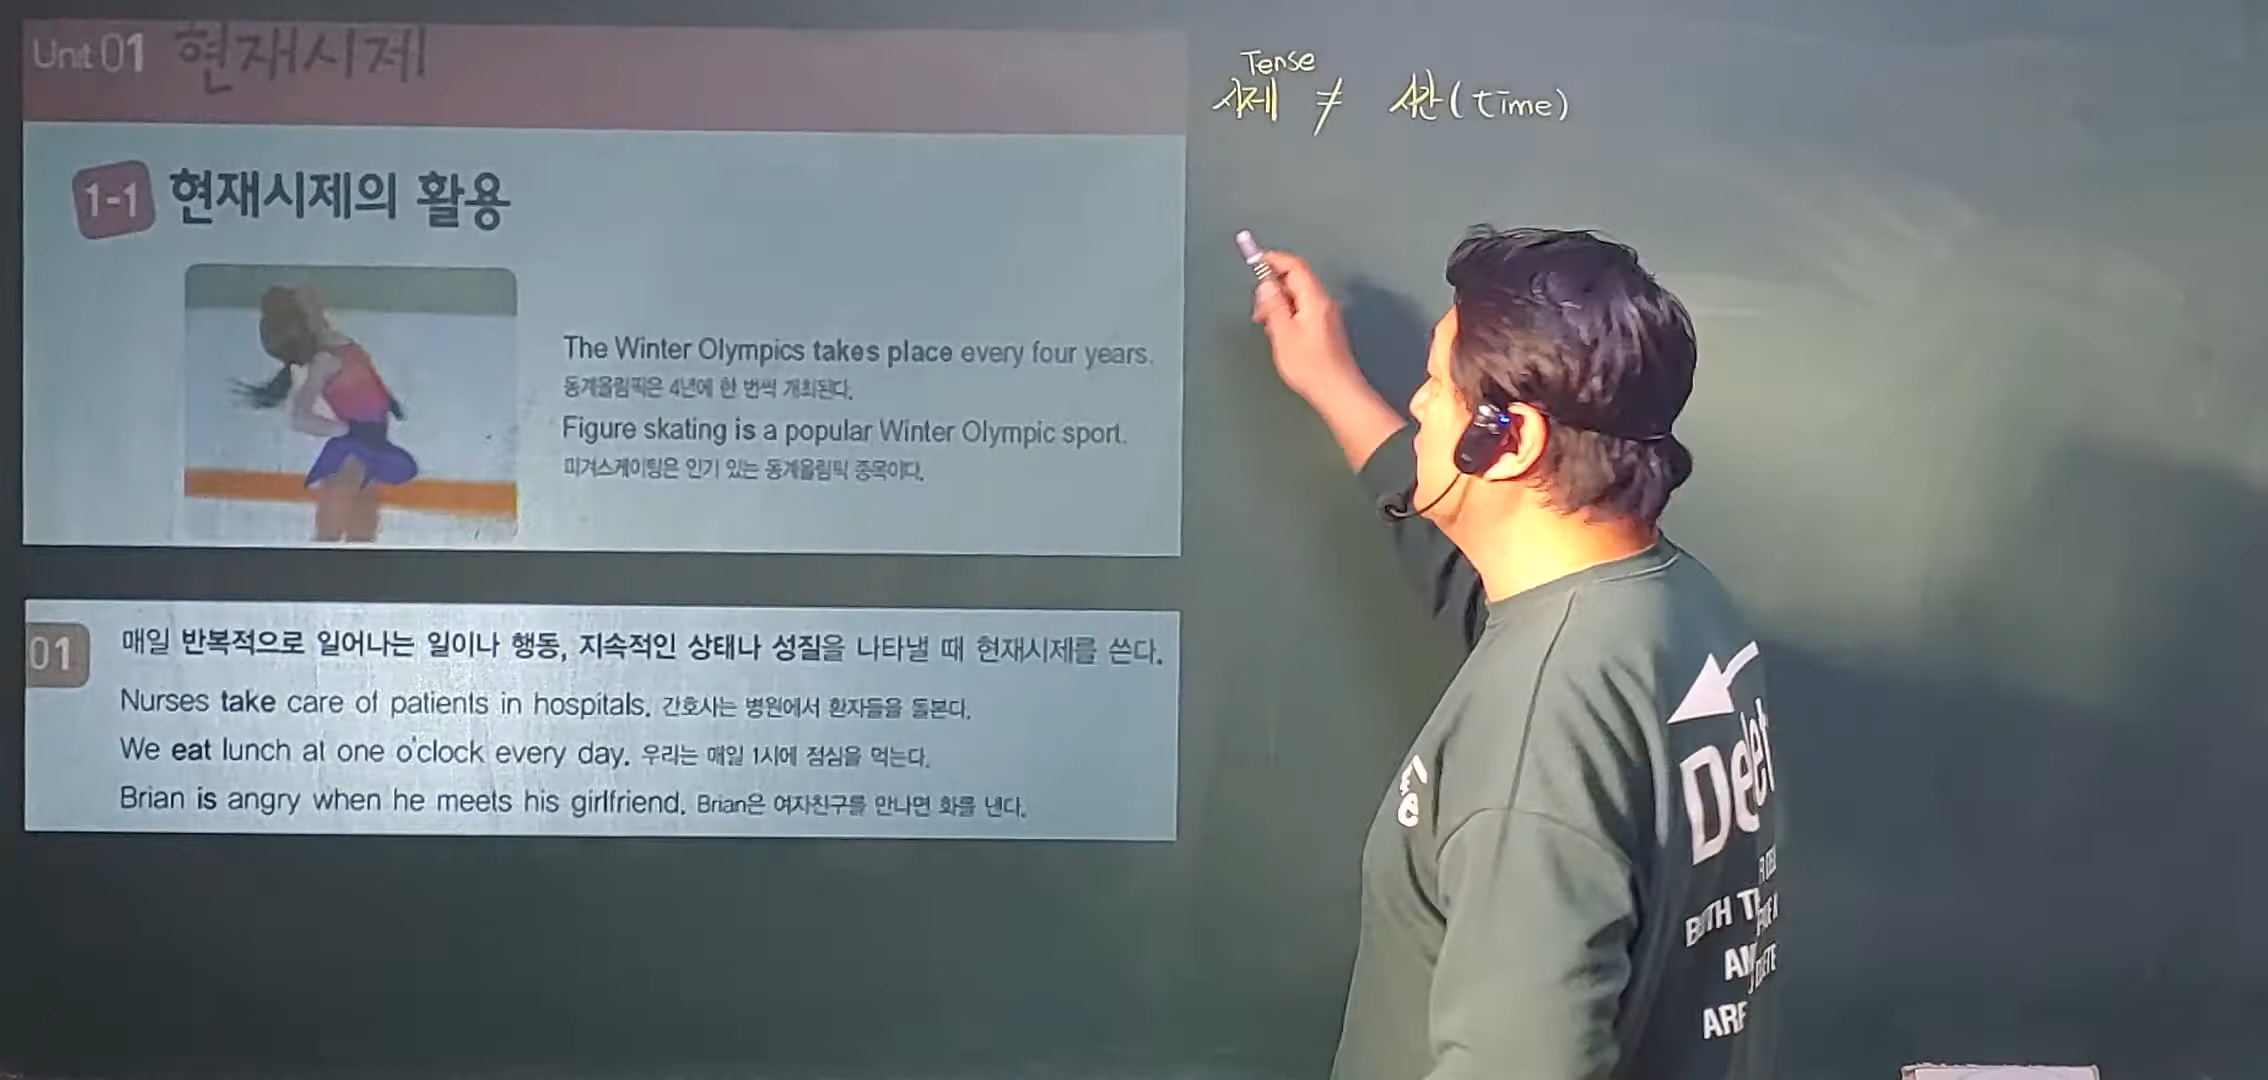 Unit 01 현재시제
Tense
시제 ≠ 시간 (time)
1-1 현재시제의 활용
The Winter Olympics takes place every four years.
동계올림픽은 4년에 한 번씩 개최된다.
Figure skating is a popular Winter Olympic sport.
피겨스케이팅은 인기 있는 동계올림픽 종목이다.
01 매일 반복적으로 일어나는 일이나 행동, 지속적인 상태나 성질을 나타낼 때 현재시제를 쓴다.
Nurses take care of patients in hospitals. 간호사는 병원에서 환자들을 돌본다.
We eat lunch at one o'clock every day. 우리는 매일 1시에 점심을 먹는다.
Brian is angry when he meets his girlfriend. Brian은 여자친구를 만나면 화를 낸다.